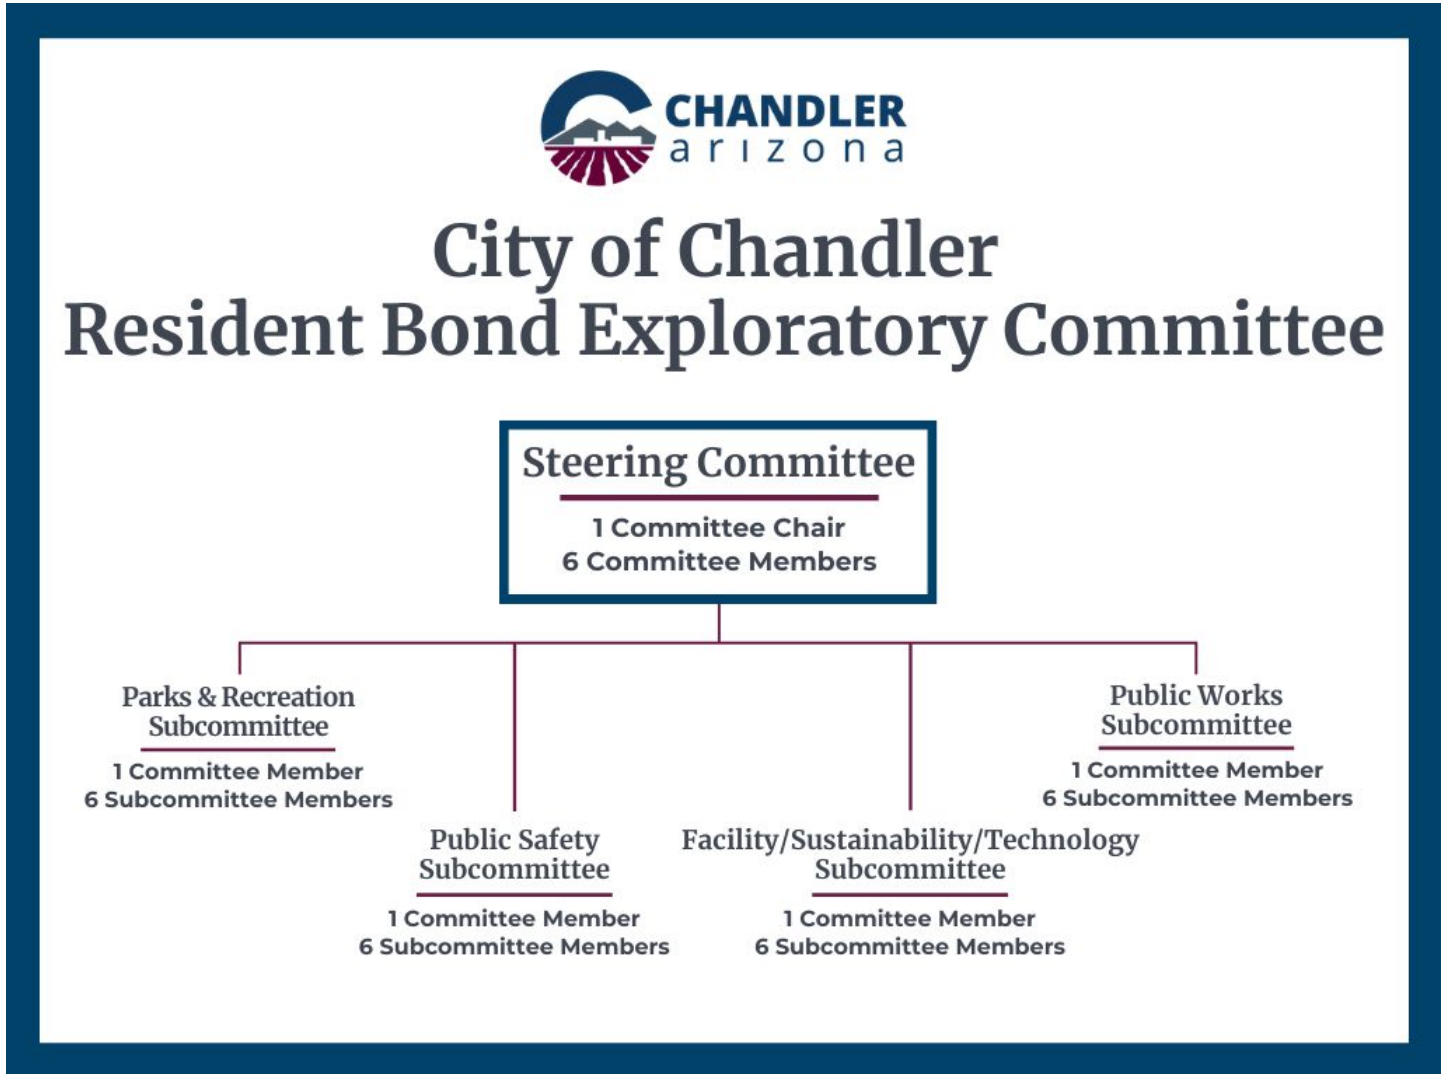 CHANDLER
arizona
City of Chandler
Resident Bond Exploratory Committee
Steering Committee
1 Committee Chair
6 Committee Members
Parks & Recreation
Subcommittee
1 Committee Member
6 Subcommittee Members
Public Safety
Subcommittee
1 Committee Member
6 Subcommittee Members
Facility/Sustainability/Technology
Subcommittee
1 Committee Member
6 Subcommittee Members
Public Works
Subcommittee
1 Committee Member
6 Subcommittee Members